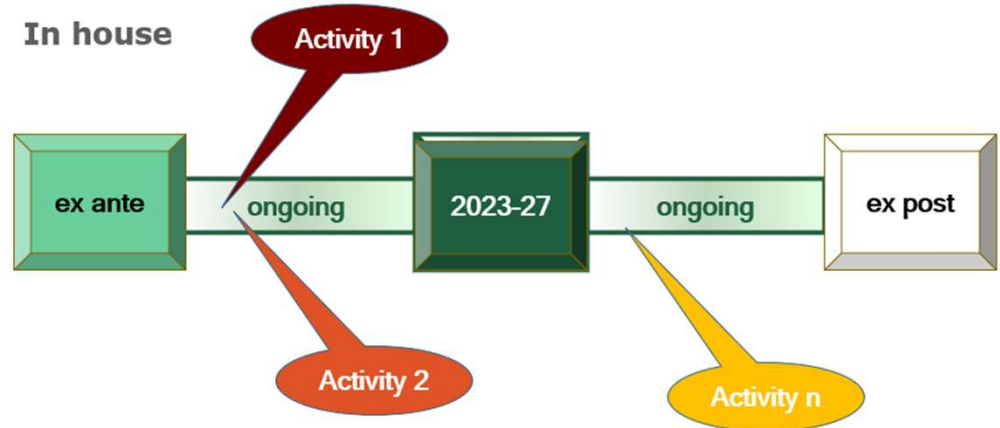 In house
Activity 1
ex ante
ongoing
2023-27
ongoing
ex post
Activity 2
Activity n